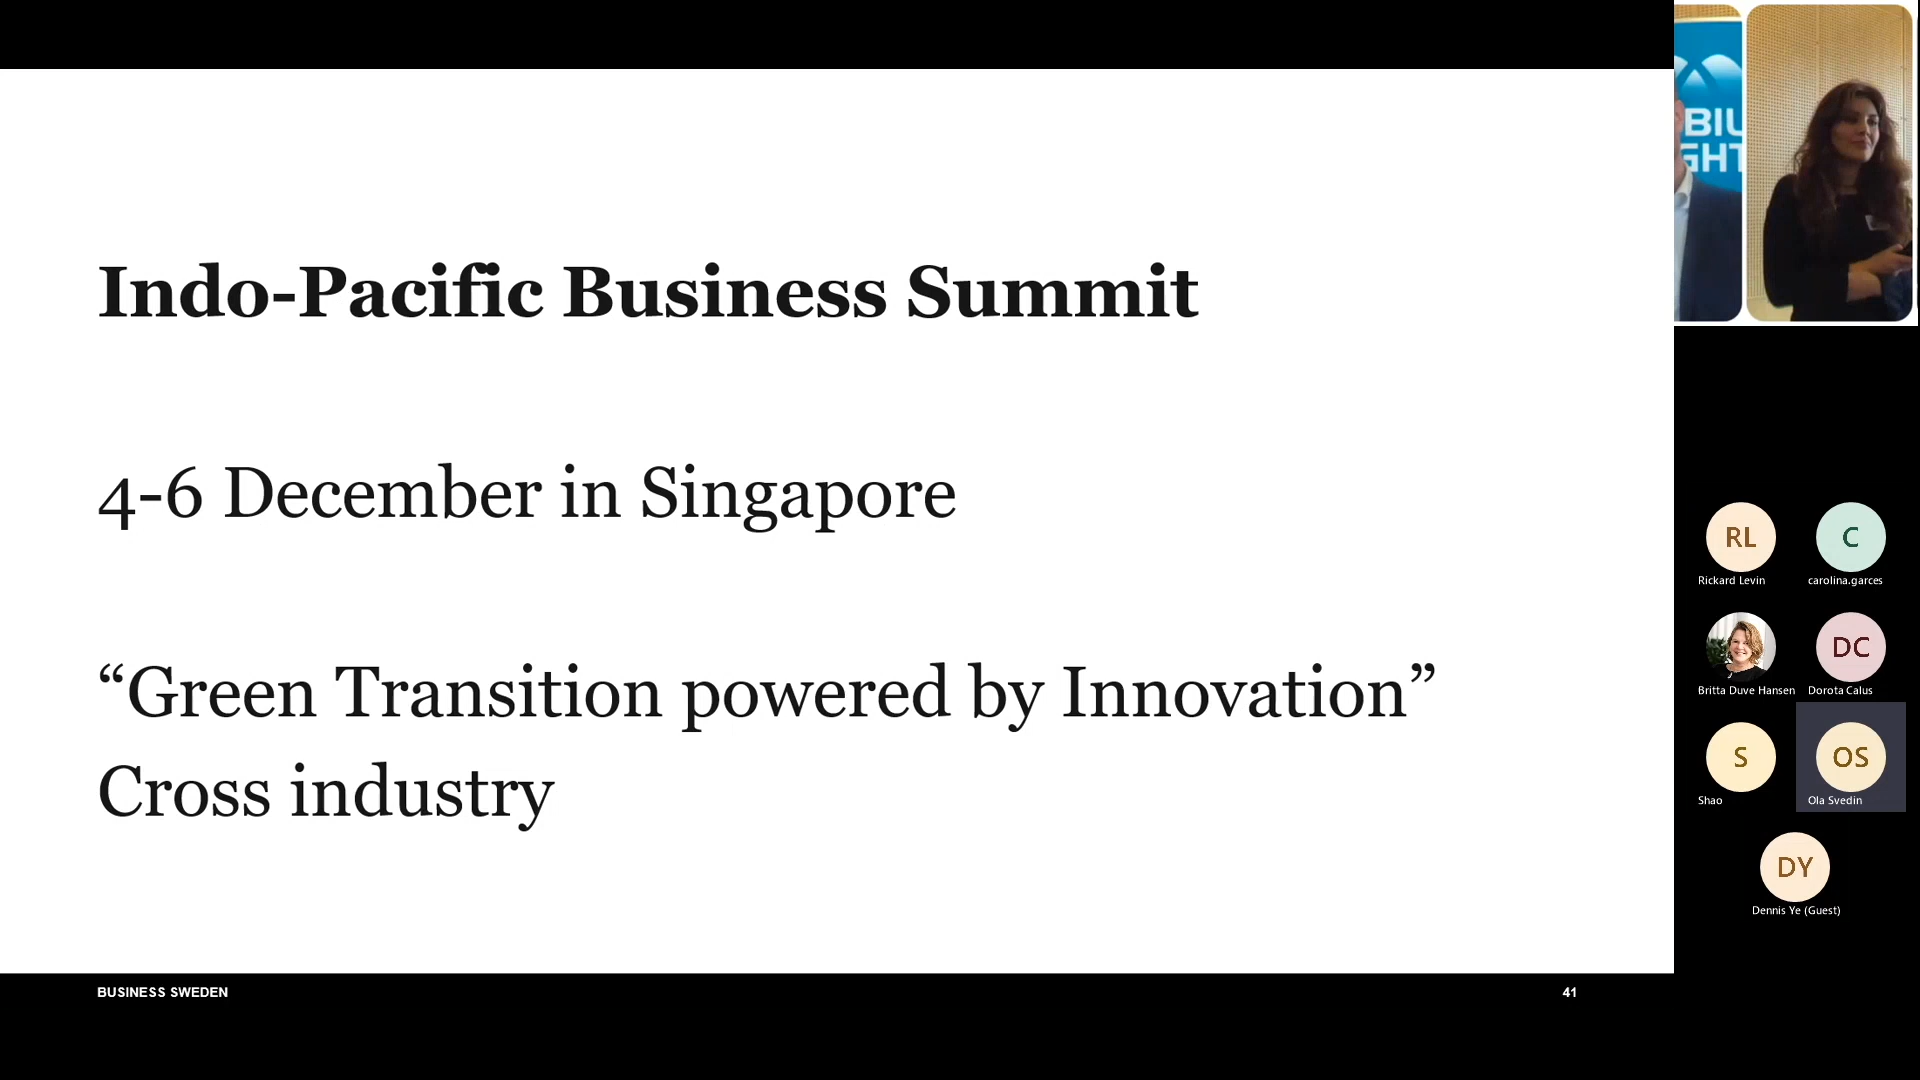 Indo-Pacific Business Summit
4-6 December in Singapore
“Green Transition powered by Innovation”
Cross industry
BUSINESS SWEDEN
41
RL
Rickard Levin
C
carolina.garces
Britta Duve Hansen
DC
Dorota Calus
S
Shao
OS
Ola Svedin
DY
Dennis Ye (Guest)